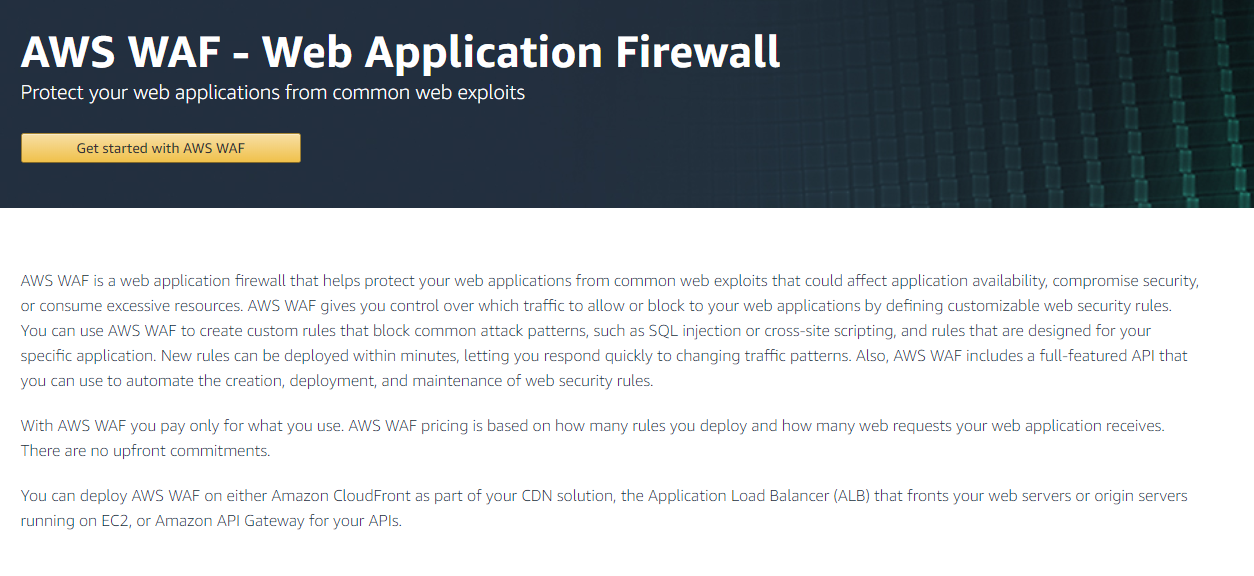 AWS WAF - Web Application Firewall
Protect your web applications from common web exploits
Get started with AWS WAF
AWS WAF is a web application firewall that helps protect your web applications from common web exploits that could affect application availability, compromise security,
or consume excessive resources. AWS WAF gives you control over which traffic to allow or block to your web applications by defining customizable web security rules.
You can use AWS WAF to create custom rules that block common attack patterns, such as SQL injection or cross-site scripting, and rules that are designed for your
specific application. New rules can be deployed within minutes, letting you respond quickly to changing traffic patterns. Also, AWS WAF includes a full-featured API that
you can use to automate the creation, deployment, and maintenance of web security rules.
With AWS WAF you pay only for what you use. AWS WAF pricing is based on how many rules you deploy and how many web requests your web application receives.
There are no upfront commitments.
You can deploy AWS WAF on either Amazon CloudFront as part of your CDN solution, the Application Load Balancer (ALB) that fronts your web servers or origin servers
running on EC2, or Amazon API Gateway for your APIs.